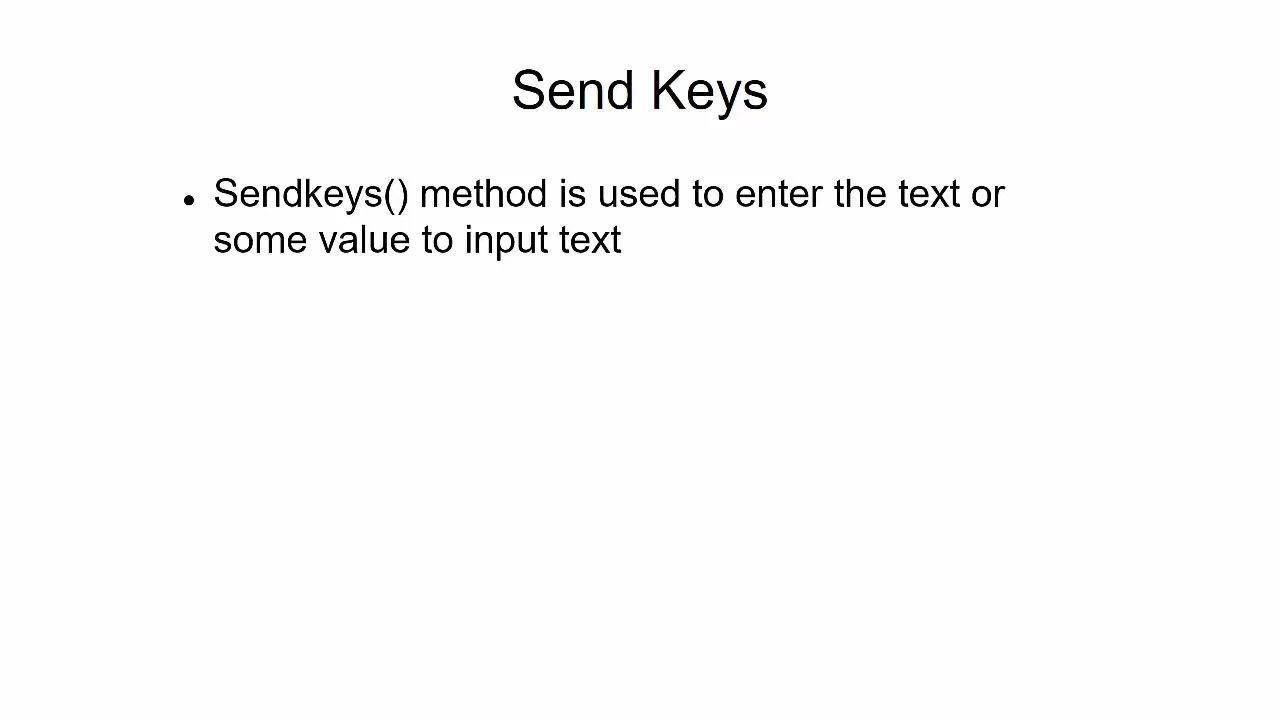 Send Keys
● Sendkeys() method is used to enter the text or
some value to input text